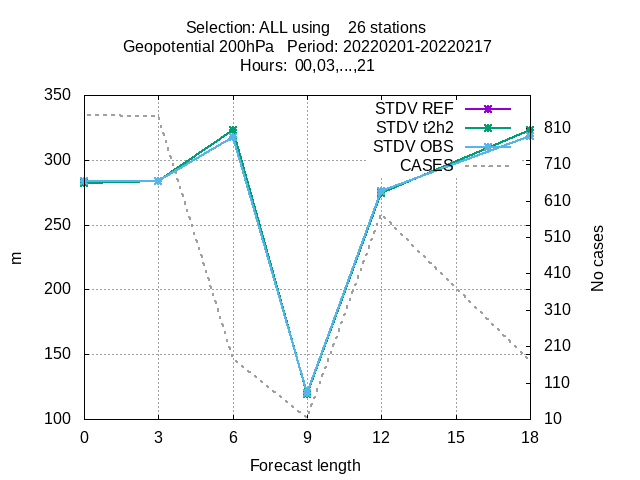 Selection: ALL using    26 stations
Geopotential 200hPa   Period: 20220201-20220217
Hours:  00,03,...,21
350
300
250
200
150
100
m
STDV REF
STDV t2h2
STDV OBS
CASES
810
710
610
510
410
310
210
110
10
No cases
0
3
6
9
12
15
18
Forecast length